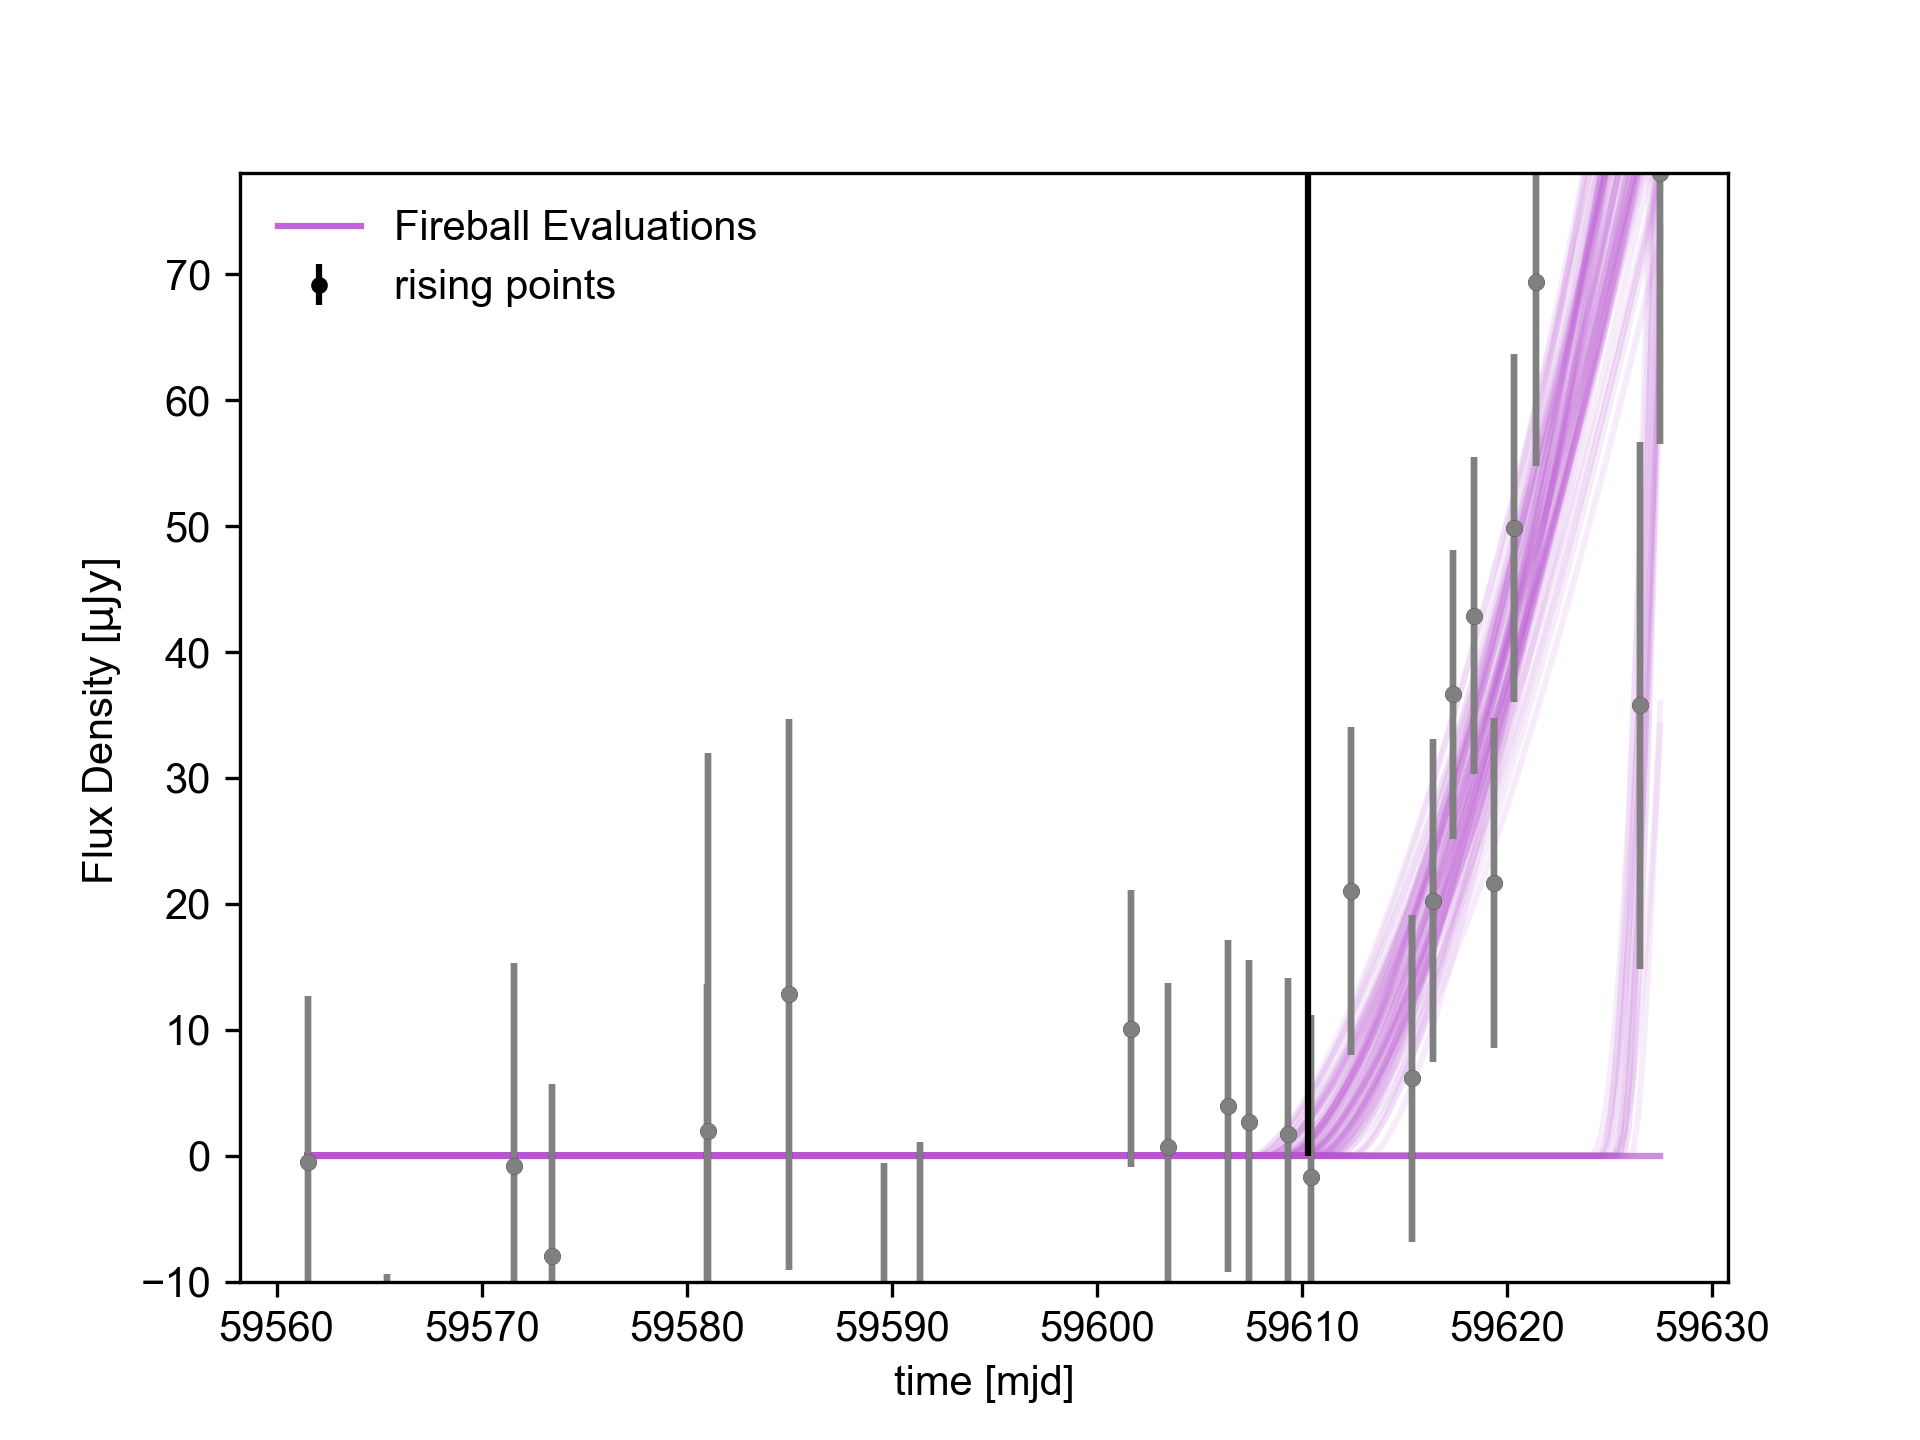 Fireball Evaluations
rising points
70
60
50
40
30
20
10
0
−10
Flux Density [µJy]
59560 59570 59580 59590 59600 59610 59620 59630
time [mjd]